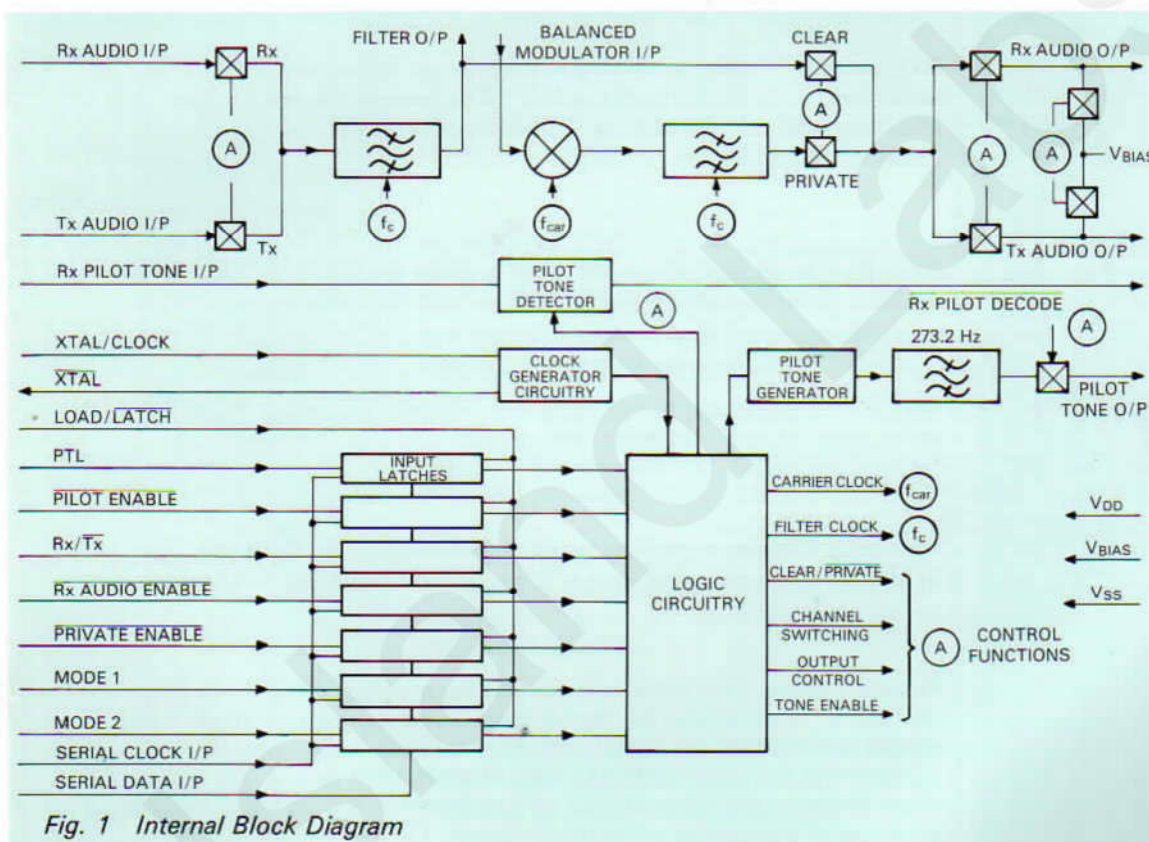 Rx AUDIO I/P
Rx
FILTER O/P
BALANCED
MODULATOR I/P
CLEAR
Rx AUDIO O/P
A
A
A
A
VBIAS
PRIVATE
fc
fcar
fc
Tx AUDIO I/P
Tx
Tx AUDIO O/P
Rx PILOT TONE I/P
PILOT
TONE
DETECTOR
Rx PILOT DECODE
A
A
XTAL/CLOCK
273.2 Hz
XTAL
CLOCK
GENERATOR
CIRCUITRY
PILOT
TONE
GENERATOR
PILOT
TONE O/P
LOAD/LATCH
PTL
INPUT
LATCHES
PILOT ENABLE
CARRIER CLOCK
fcar
VDD
Rx/Tx
FILTER CLOCK
fc
VBIAS
Rx AUDIO ENABLE
LOGIC
CIRCUITRY
CLEAR/PRIVATE
VSS
PRIVATE ENABLE
CHANNEL
SWITCHING
A
CONTROL
FUNCTIONS
MODE 1
OUTPUT
CONTROL
MODE 2
TONE ENABLE
SERIAL CLOCK I/P
SERIAL DATA I/P
Fig. 1 Internal Block Diagram
Island Labs